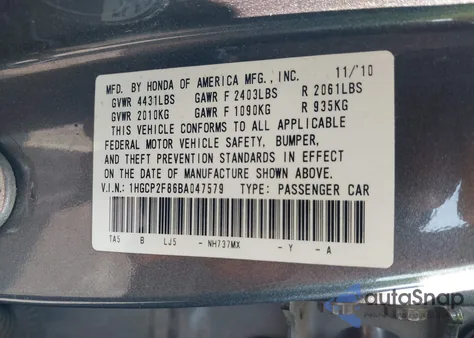 MFD. BY HONDA OF AMERICA MFG., INC. 11/'10
GVWR 4431LBS GAWR F 2403LBS R 2061LBS
GVWR 2010KG GAWR F 1090KG R 935KG
THIS VEHICLE CONFORMS TO ALL APPLICABLE
FEDERAL MOTOR VEHICLE SAFETY, BUMPER,
AND THEFT PREVENTION STANDARDS IN EFFECT
ON THE DATE OF MANUFACTURE SHOWN ABOVE.
V.I.N: 1HGCP2F86BA047579 TYPE: PASSENGER CAR
TA5 B LJ5 - NH737MX - Y - A
autoSnap